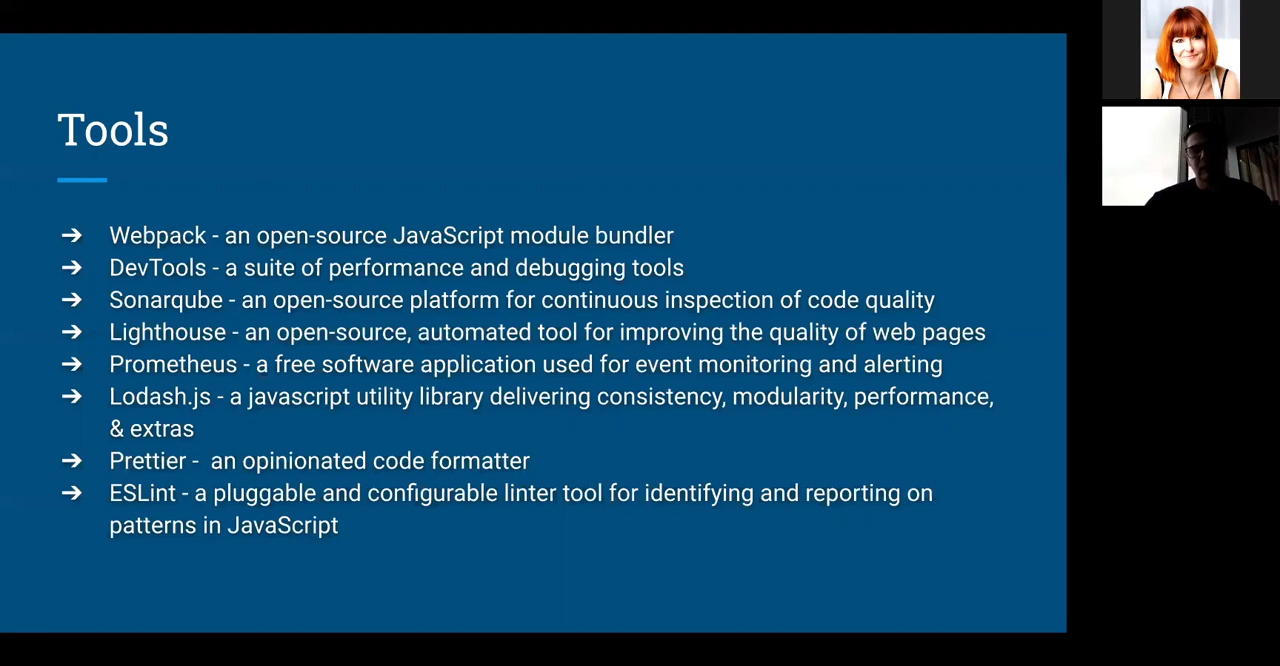 Tools
➔ Webpack - an open-source JavaScript module bundler
➔ DevTools - a suite of performance and debugging tools
➔ Sonarqube - an open-source platform for continuous inspection of code quality
➔ Lighthouse - an open-source, automated tool for improving the quality of web pages
➔ Prometheus - a free software application used for event monitoring and alerting
➔ Lodash.js - a javascript utility library delivering consistency, modularity, performance,
& extras
➔ Prettier -  an opinionated code formatter
➔ ESLint - a pluggable and configurable linter tool for identifying and reporting on
patterns in JavaScript